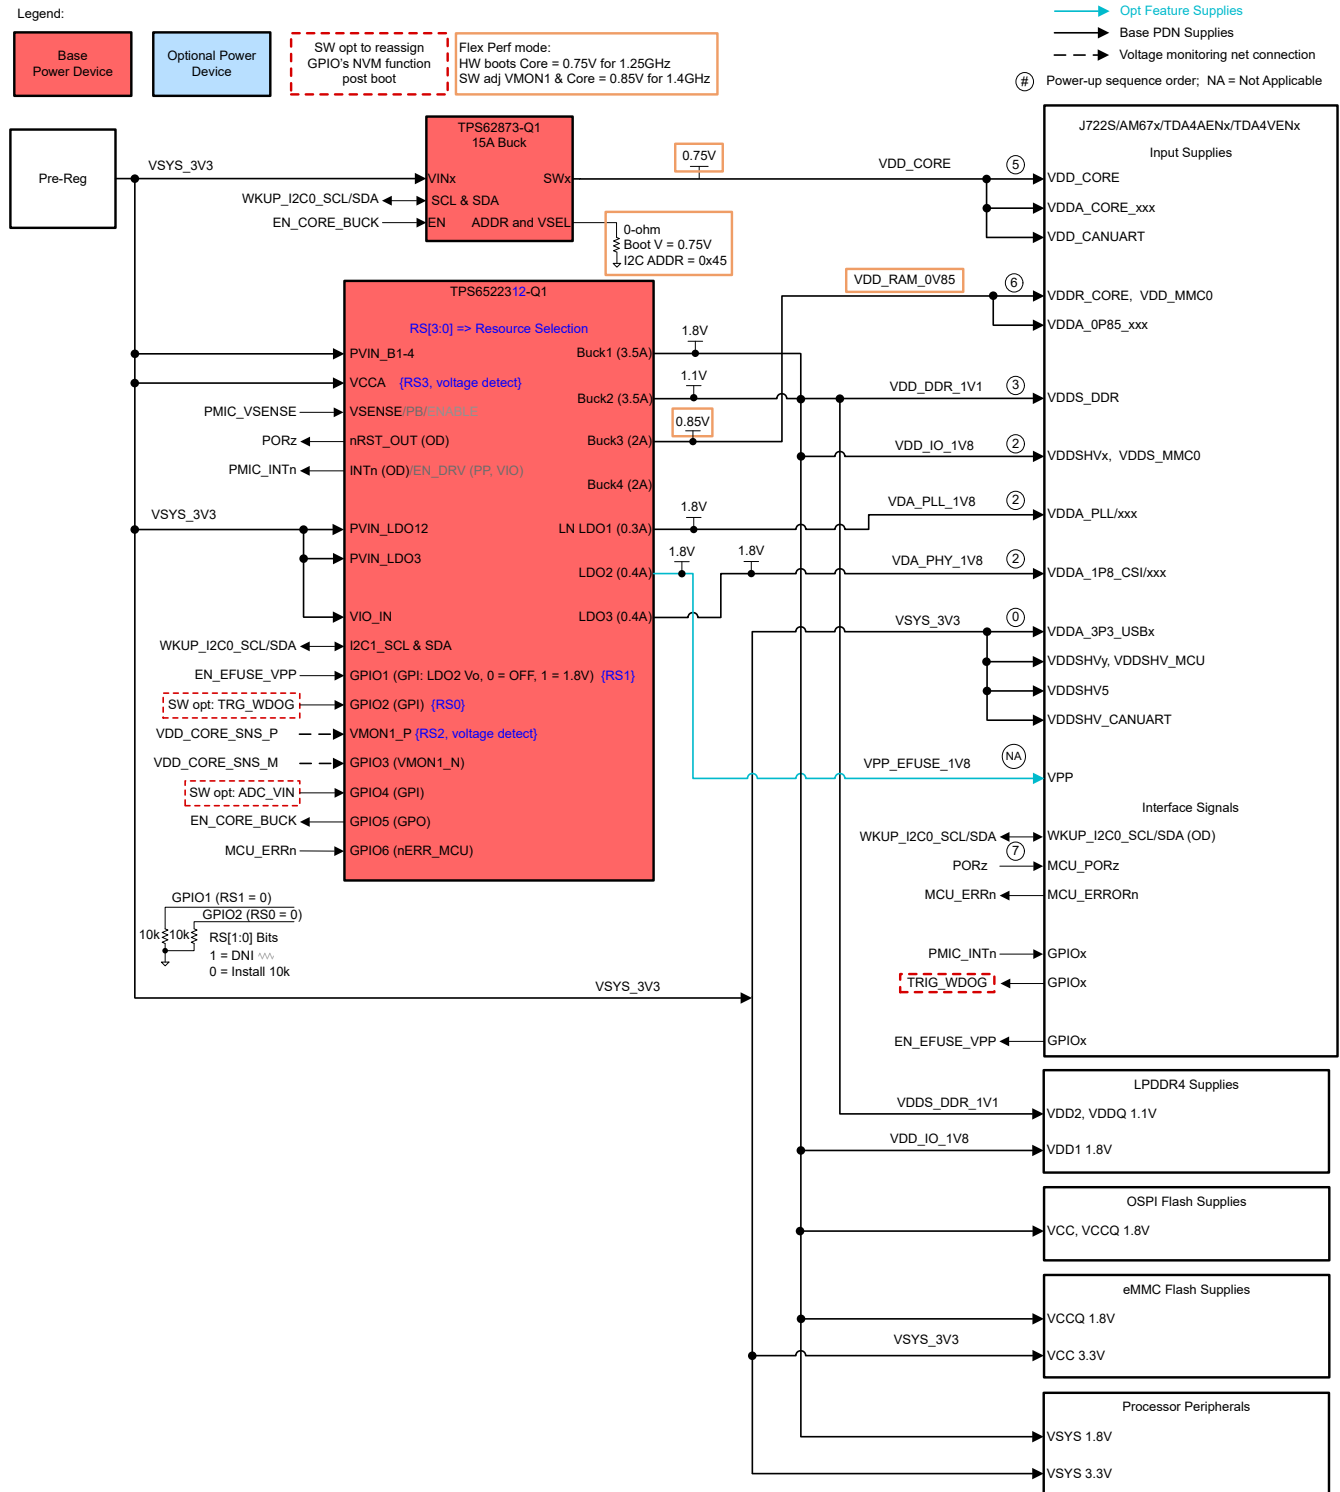 Legend:
Base
Power Device
Optional Power
Device
SW opt to reassign
GPIO's NVM function
post boot
Flex Perf mode:
HW boots Core = 0.75V for 1.25GHz
SW adj VMON1 & Core = 0.85V for 1.4GHz
Opt Feature Supplies
Base PDN Supplies
Voltage monitoring net connection
# Power-up sequence order; NA = Not Applicable
Pre-Reg
VSYS_3V3
TPS62873-Q1
15A Buck
VINx
SWx
WKUP_I2C0_SCL/SDA
SCL & SDA
EN_CORE_BUCK
EN
ADDR and VSEL
0.75V
0-ohm
Boot V = 0.75V
I2C ADDR = 0x45
TPS6522312-Q1
RS[3:0] => Resource Selection
PVIN_B1-4
VCCA {RS3, voltage detect}
PMIC_VSENSE
VSENSE/PB/ENABLE
PORz
nRST_OUT (OD)
PMIC_INTn
INTn (OD)/EN_DRV (PP, VIO)
VSYS_3V3
PVIN_LDO12
PVIN_LDO3
VIO_IN
WKUP_I2C0_SCL/SDA
I2C1_SCL & SDA
EN_EFUSE_VPP
GPIO1 (GPI: LDO2 Vo, 0 = OFF, 1 = 1.8V) {RS1}
SW opt: TRG_WDOG
GPIO2 (GPI) {RS0}
VDD_CORE_SNS_P
VMON1_P {RS2, voltage detect}
VDD_CORE_SNS_M
GPIO3 (VMON1_N)
SW opt: ADC_VIN
GPIO4 (GPI)
EN_CORE_BUCK
GPIO5 (GPO)
MCU_ERRn
GPIO6 (nERR_MCU)
Buck1 (3.5A)
1.8V
Buck2 (3.5A)
1.1V
Buck3 (2A)
0.85V
Buck4 (2A)
LN LDO1 (0.3A)
1.8V
LDO2 (0.4A)
1.8V
LDO3 (0.4A)
1.8V
GPIO1 (RS1 = 0)
GPIO2 (RS0 = 0)
10k
10k
RS[1:0] Bits
1 = DNI
0 = Install 10k
VSYS_3V3
J722S/AM67x/TDA4AENx/TDA4VENx
Input Supplies
VDD_CORE
5
VDD_CORE
VDDA_CORE_xxx
VDD_CANUART
VDD_RAM_0V85
6
VDDR_CORE, VDD_MMC0
VDDA_0P85_xxx
VDD_DDR_1V1
3
VDDS_DDR
VDD_IO_1V8
2
VDDSHVx, VDDS_MMC0
VDA_PLL_1V8
2
VDDA_PLL/xxx
VDA_PHY_1V8
2
VDDA_1P8_CSI/xxx
VSYS_3V3
0
VDDA_3P3_USBx
VDDSHVy, VDDSHV_MCU
VDDSHV5
VDDSHV_CANUART
VPP_EFUSE_1V8
NA
VPP
Interface Signals
WKUP_I2C0_SCL/SDA
WKUP_I2C0_SCL/SDA (OD)
PORz
7
MCU_PORz
MCU_ERRn
MCU_ERRORn
PMIC_INTn
GPIOx
TRIG_WDOG
GPIOx
EN_EFUSE_VPP
GPIOx
LPDDR4 Supplies
VDDS_DDR_1V1
VDD2, VDDQ 1.1V
VDD_IO_1V8
VDD1 1.8V
OSPI Flash Supplies
VCC, VCCQ 1.8V
eMMC Flash Supplies
VCCQ 1.8V
VSYS_3V3
VCC 3.3V
Processor Peripherals
VSYS 1.8V
VSYS 3.3V